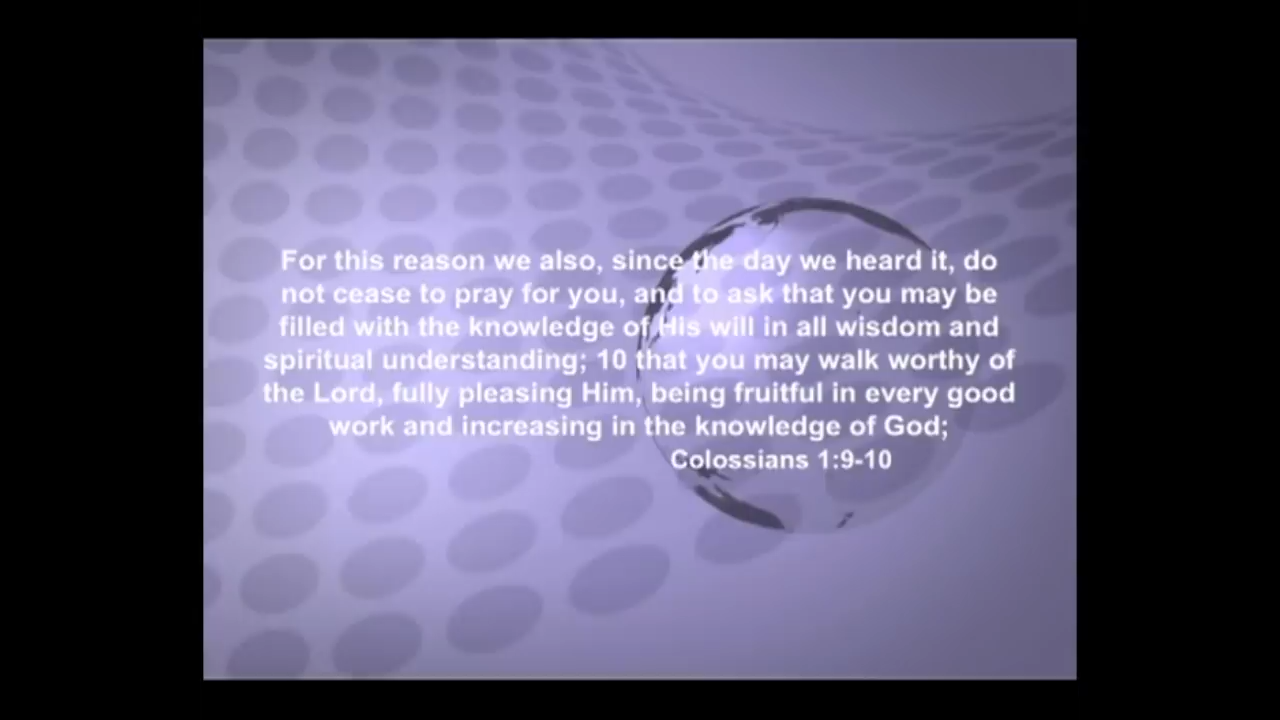 For this reason we also, since the day we heard it, do
not cease to pray for you, and to ask that you may be
filled with the knowledge of His will in all wisdom and
spiritual understanding; 10 that you may walk worthy of
the Lord, fully pleasing Him, being fruitful in every good
work and increasing in the knowledge of God;
Colossians 1:9-10